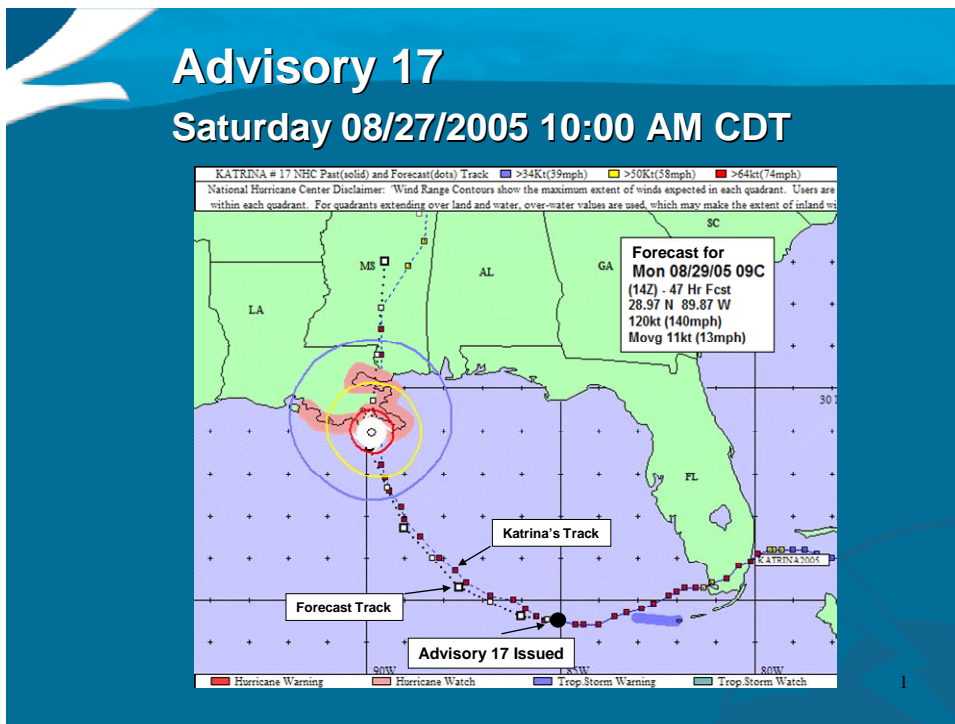 Advisory 17
Saturday 08/27/2005 10:00 AM CDT
KATRINA # 17 NHC Past(solid) and Forecast(dots) Track >34Kt(39mph) >50Kt(58mph) >64kt(74mph)
National Hurricane Center Disclaimer: 'Wind Range Contours show the maximum extent of winds expected in each quadrant. Users are
within each quadrant. For quadrants extending over land and water, over-water values are used, which may make the extent of inland wi
SC
Forecast for
Mon 08/29/05 09C
(14Z) - 47 Hr Fcst
28.97 N 89.87 W
120kt (140mph)
Movg 11kt (13mph)
MS
AL
GA
LA
30
FL
Katrina's Track
KATRINA2005
Forecast Track
Advisory 17 Issued
90W
85W
80W
Hurricane Warning Hurricane Watch Trop.Storm Warning Trop.Storm Watch
1